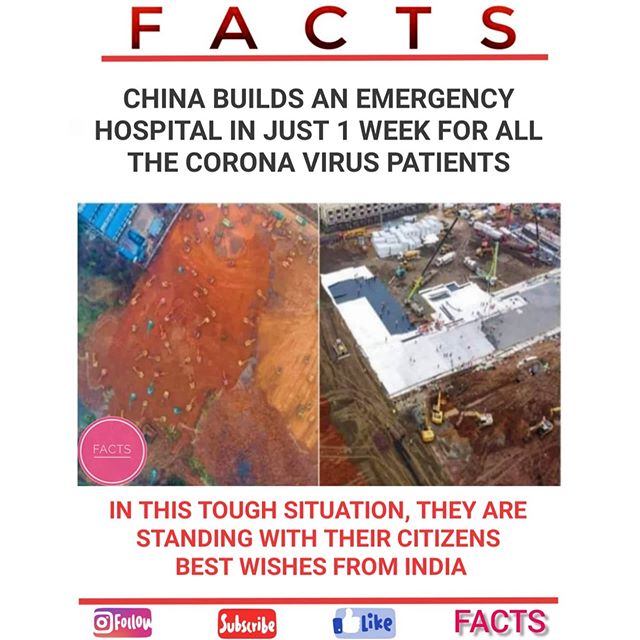 FACTS
CHINA BUILDS AN EMERGENCY
HOSPITAL IN JUST 1 WEEK FOR ALL
THE CORONA VIRUS PATIENTS
FACTS
IN THIS TOUGH SITUATION, THEY ARE
STANDING WITH THEIR CITIZENS
BEST WISHES FROM INDIA
Follow Subscribe Like FACTS